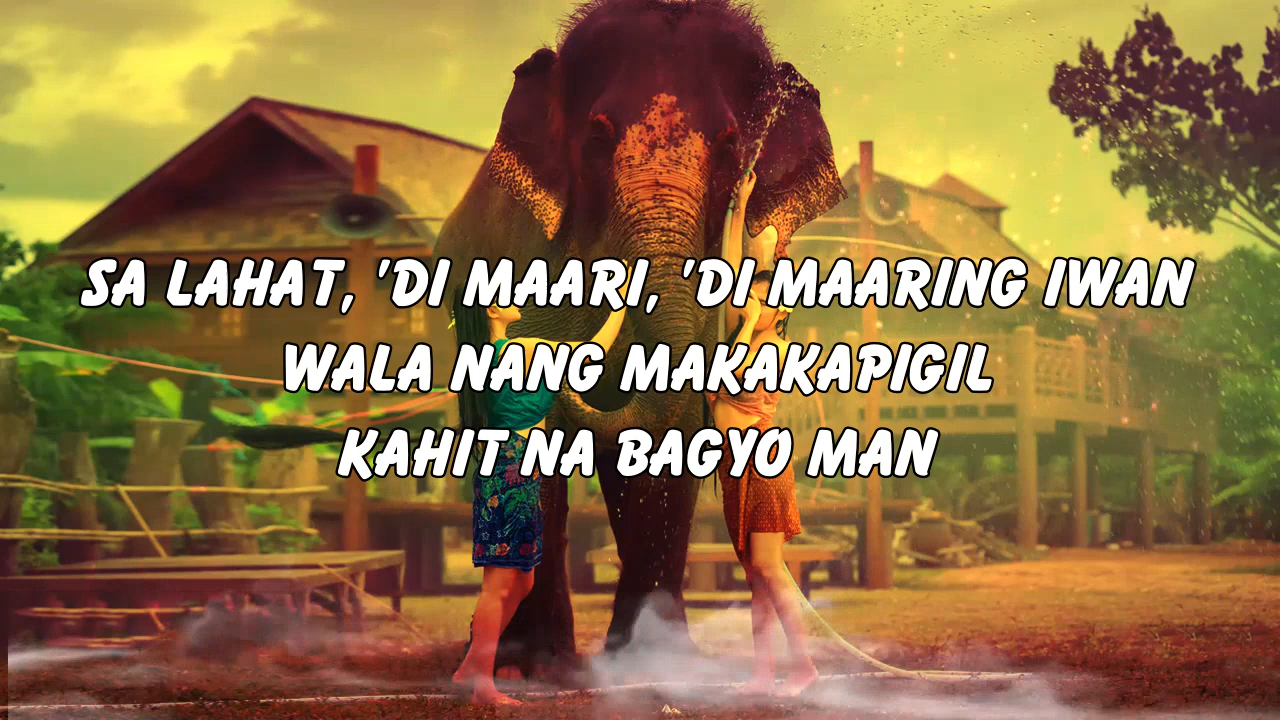 SA LAHAT, 'DI MAARI, 'DI MAARING IWAN
WALA NANG MAKAKAPIGIL
KAHIT NA BAGYO MAN